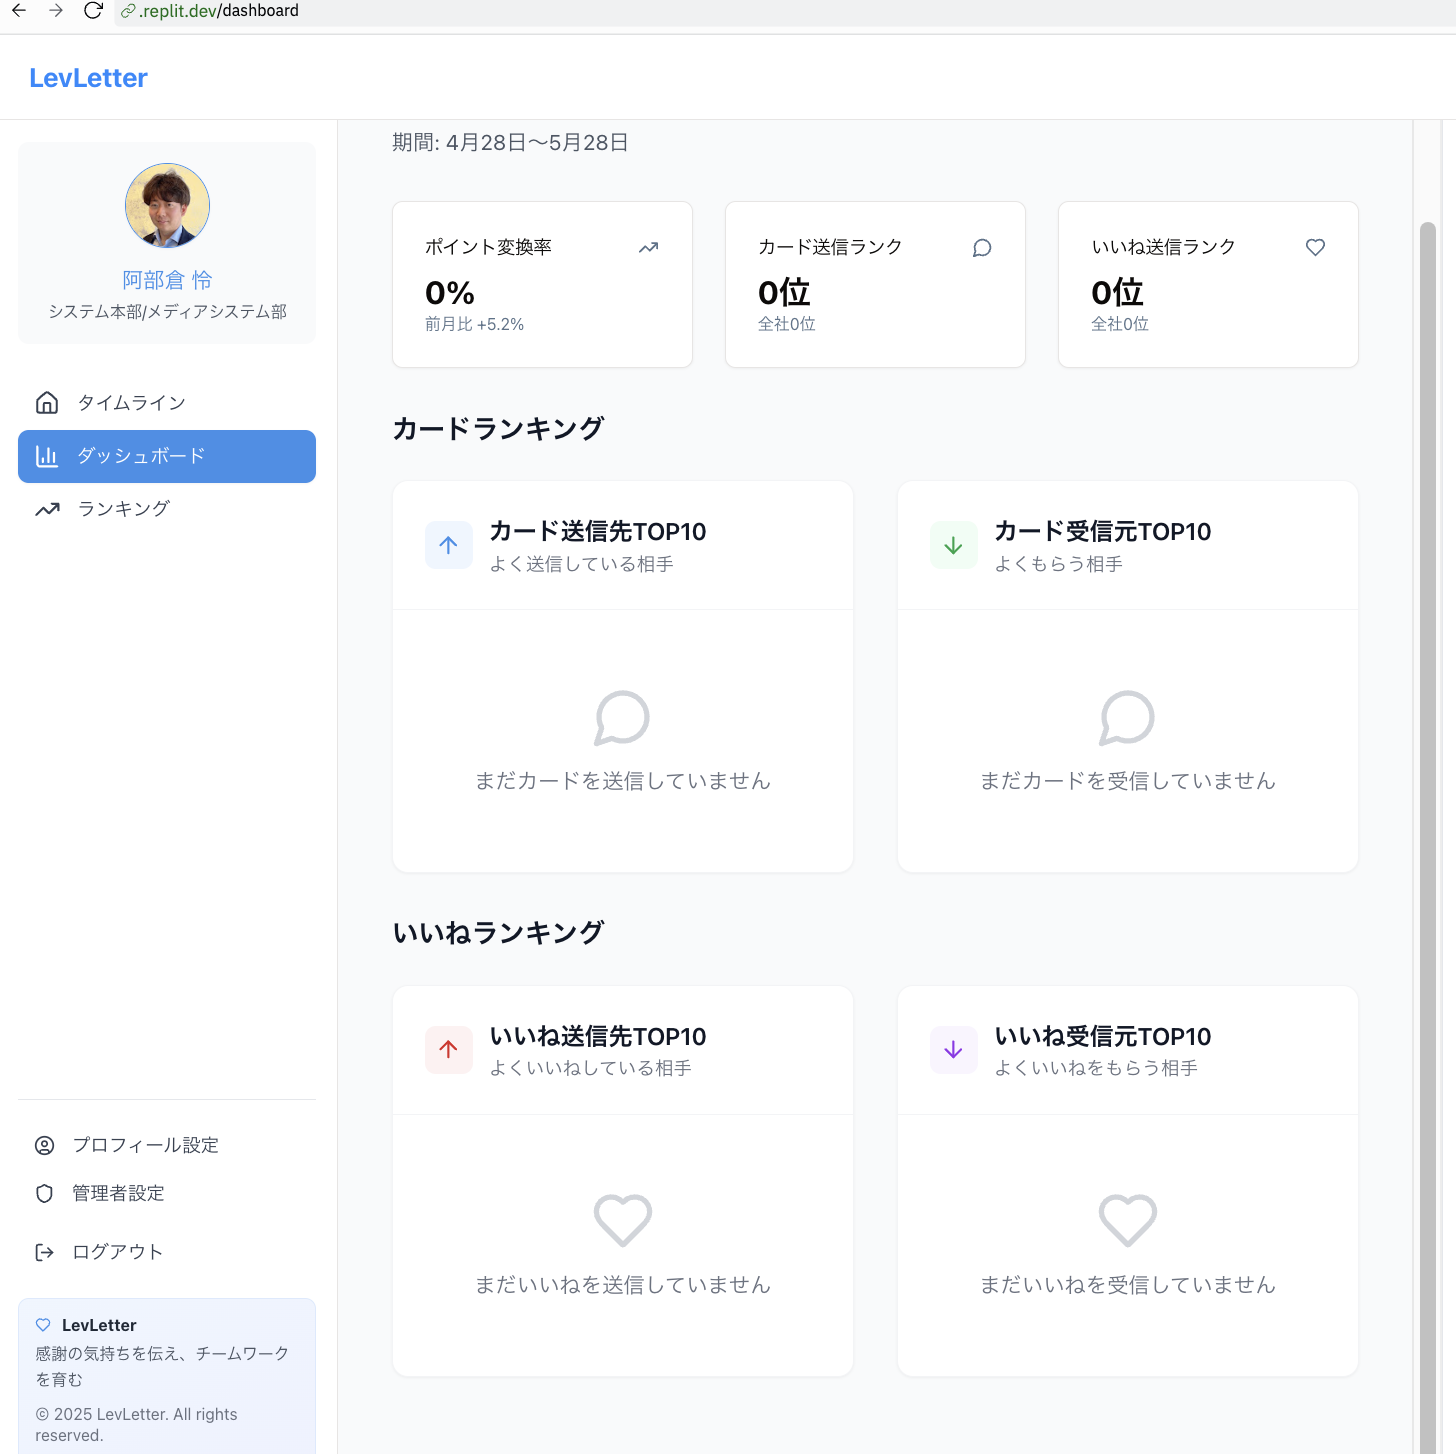 .replit.dev/dashboard
LevLetter
阿部倉 怜
システム本部/メディアシステム部
タイムライン
ダッシュボード
ランキング
プロフィール設定
管理者設定
ログアウト
LevLetter
感謝の気持ちを伝え、チームワーク
を育む
© 2025 LevLetter. All rights
reserved.
期間: 4月28日〜5月28日
ポイント変換率
0%
前月比 +5.2%
カード送信ランク
0位
全社0位
いいね送信ランク
0位
全社0位
カードランキング
カード送信先TOP10
よく送信している相手
まだカードを送信していません
カード受信元TOP10
よくもらう相手
まだカードを受信していません
いいねランキング
いいね送信先TOP10
よくいいねしている相手
まだいいねを送信していません
いいね受信元TOP10
よくいいねをもらう相手
まだいいねを受信していません